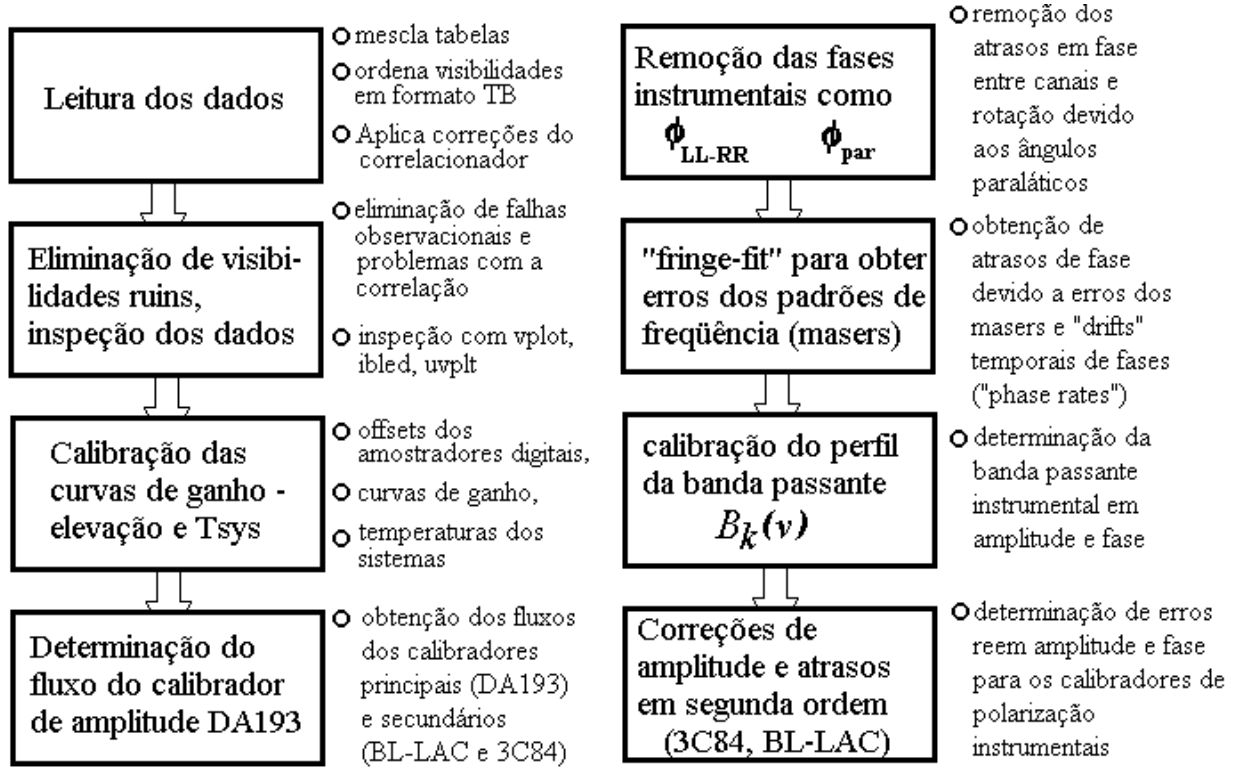 Leitura dos dados
mescla tabelas
ordena visibilidades
em formato TB
Aplica correções do
correlacionador
Eliminação de visibi-
lidades ruins,
inspeção dos dados
eliminação de falhas
observacionais e
problemas com a
correlação
inspeção com vplot,
ibled, uvplt
Calibração das
curvas de ganho -
elevação e Tsys
offsets dos
amostradores digitais,
curvas de ganho,
temperaturas dos
sistemas
Determinação do
fluxo do calibrador
de amplitude DA193
obtenção dos fluxos
dos calibradores
principais (DA193)
e secundários
(BL-LAC e 3C84)
Remoção das fases
instrumentais como
ϕLL-RR ϕpar
remoção dos
atrasos em fase
entre canais e
rotação devido
aos ângulos
paraláticos
"fringe-fit" para obter
erros dos padrões de
freqüência (masers)
obtenção de
atrasos de fase
devido a erros dos
masers e "drifts"
temporais de fases
("phase rates")
calibração do perfil
da banda passante
Bk(ν)
determinação da
banda passante
instrumental em
amplitude e fase
Correções de
amplitude e atrasos
em segunda ordem
(3C84, BL-LAC)
determinação de erros
reem amplitude e fase
para os calibradores de
polarização
instrumentais